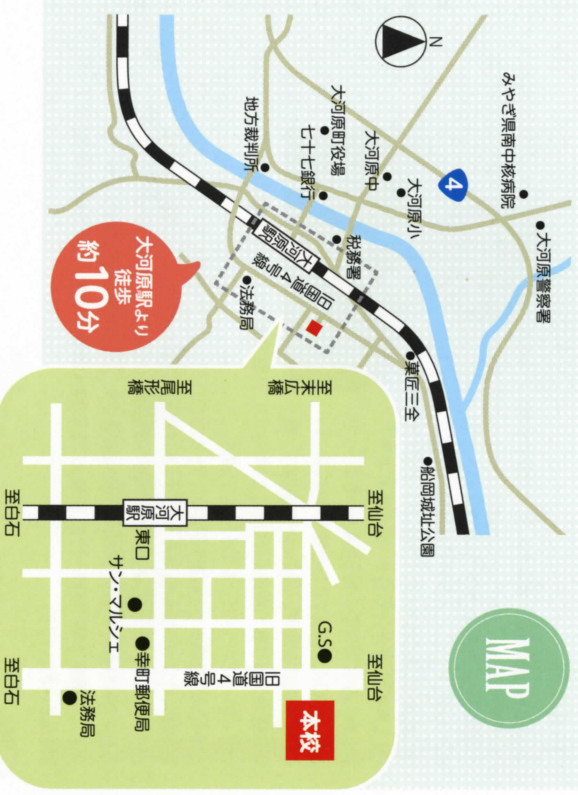 MAP
N
みやぎ県南中核病院
大河原警察署
4
大河原小
大河原中
大河原町役場
七十七銀行
地方裁判所
税務署
大河原駅
旧国道4号線
法務局
菓匠三全
船岡城址公園
大河原駅より
徒歩
約10分
至末広橋
至尾形橋
至仙台
至白石
大河原駅
東口
サン・マルシェ
幸町郵便局
G.S
旧国道4号線
至仙台
至白石
法務局
本校